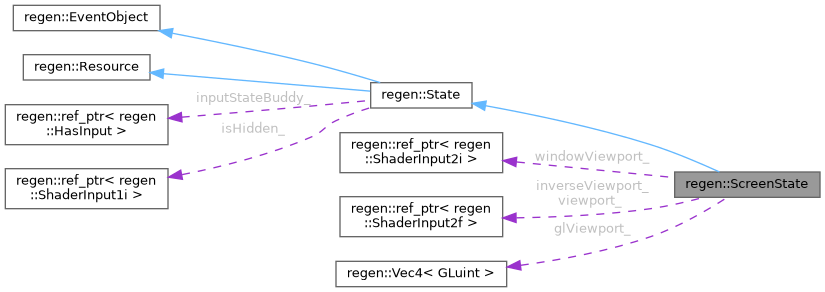 regen::EventObject
regen::Resource
regen::State
inputStateBuddy_
regen::ref_ptr< regen
::HasInput >
isHidden_
regen::ref_ptr< regen
::ShaderInput1i >
regen::ref_ptr< regen
::ShaderInput2i >
windowViewport_
regen::ScreenState
inverseViewport_
viewport_
regen::ref_ptr< regen
::ShaderInput2f >
glViewport_
regen::Vec4< GLuint >